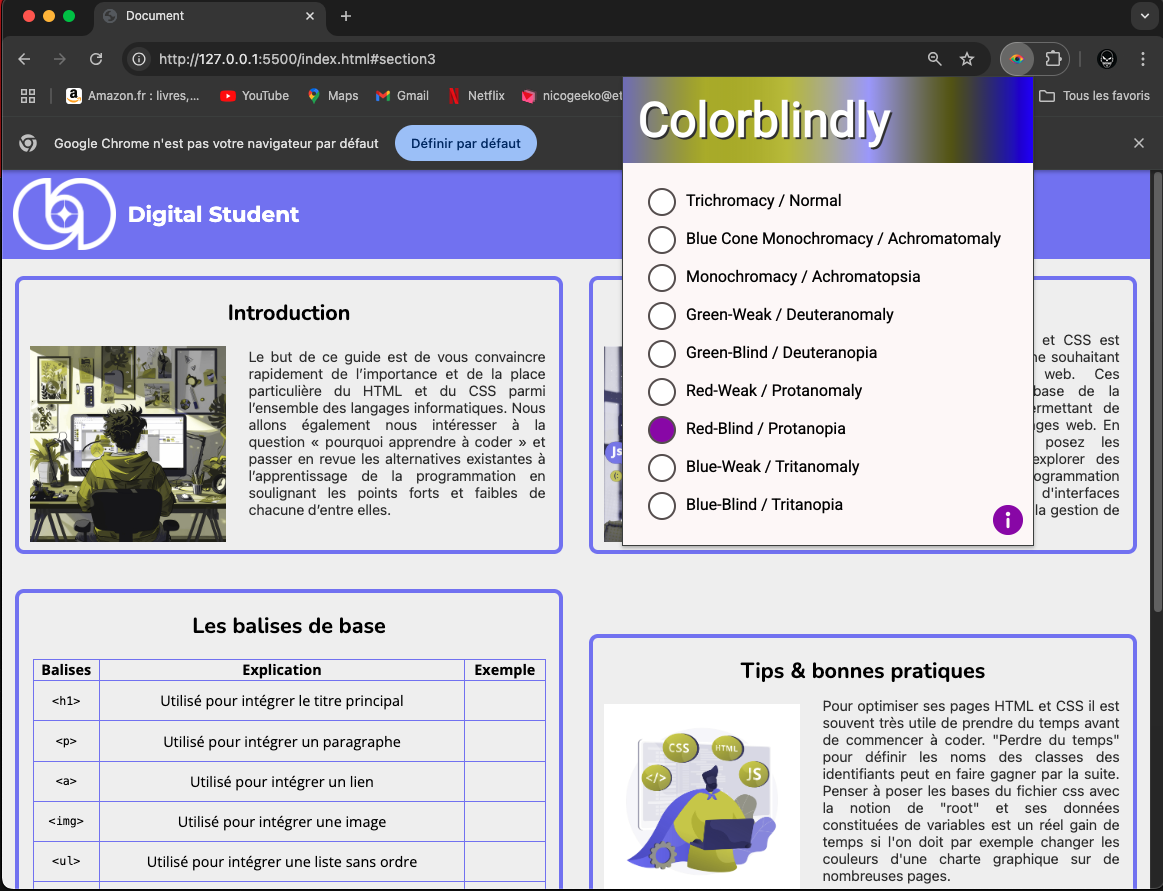 Document
http://127.0.0.1:5500/index.html#section3
Amazon.fr : livres,...
YouTube
Maps
Gmail
Netflix
nicogeeko@et
Tous les favoris
Google Chrome n'est pas votre navigateur par défaut
Définir par défaut
Colorblindly
Trichromacy / Normal
Blue Cone Monochromacy / Achromatomaly
Monochromacy / Achromatopsia
Green-Weak / Deuteranomaly
Green-Blind / Deuteranopia
Red-Weak / Protanomaly
Red-Blind / Protanopia
Blue-Weak / Tritanomaly
Blue-Blind / Tritanopia
i
Digital Student
Introduction
Le but de ce guide est de vous convaincre
rapidement de l’importance et de la place
particulière du HTML et du CSS parmi
l’ensemble des langages informatiques. Nous
allons également nous intéresser à la
question « pourquoi apprendre à coder » et
passer en revue les alternatives existantes à
l’apprentissage de la programmation en
soulignant les points forts et faibles de
chacune d’entre elles.
Js
et CSS est
ne souhaitant
web. Ces
base de la
ermettant de
ges web. En
posez les
explorer des
ogrammation
d'interfaces
la gestion de
Les balises de base
Balises Explication Exemple
<h1> Utilisé pour intégrer le titre principal
<p> Utilisé pour intégrer un paragraphe
<a> Utilisé pour intégrer un lien
<img> Utilisé pour intégrer une image
<ul> Utilisé pour intégrer une liste sans ordre
Tips & bonnes pratiques
CSS
HTML
</>
JS
Pour optimiser ses pages HTML et CSS il est
souvent très utile de prendre du temps avant
de commencer à coder. "Perdre du temps"
pour définir les noms des classes des
identifiants peut en faire gagner par la suite.
Penser à poser les bases du fichier css avec
la notion de "root" et ses données
constituées de variables est un réel gain de
temps si l'on doit par exemple changer les
couleurs d'une charte graphique sur de
nombreuses pages.